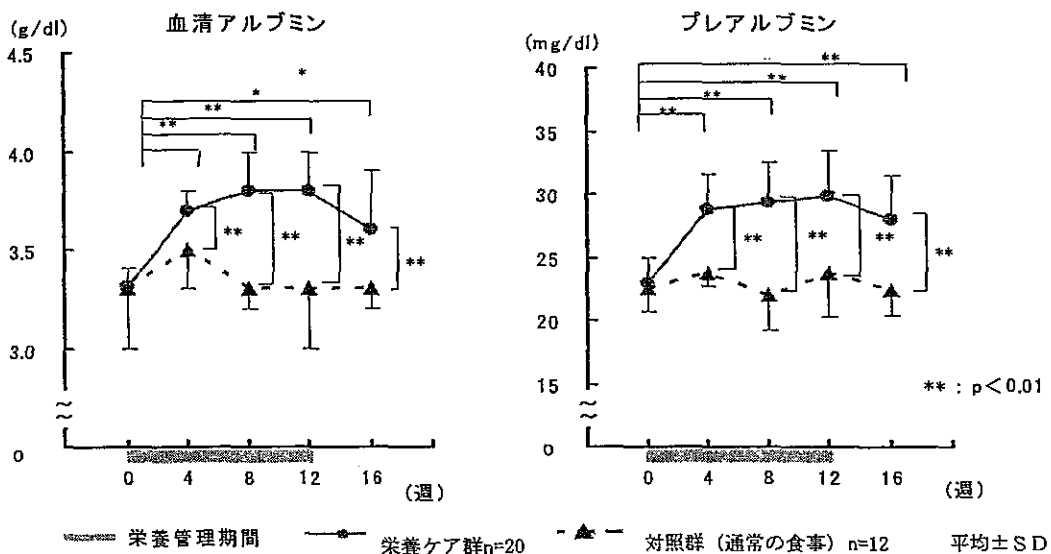 血清アルブミン
(g/dl)
4.5
4.0
3.5
3.0
0
*
*
**
**
**
**
**
**
0 4 8 12 16
(週)
プレアルブミン
(mg/dl)
40
35
30
25
20
15
0
**
**
**
**
**
**
**
**
** : p<0.01
0 4 8 12 16
(週)
栄養管理期間 栄養ケア群n=20 対照群 (通常の食事) n=12 平均±SD